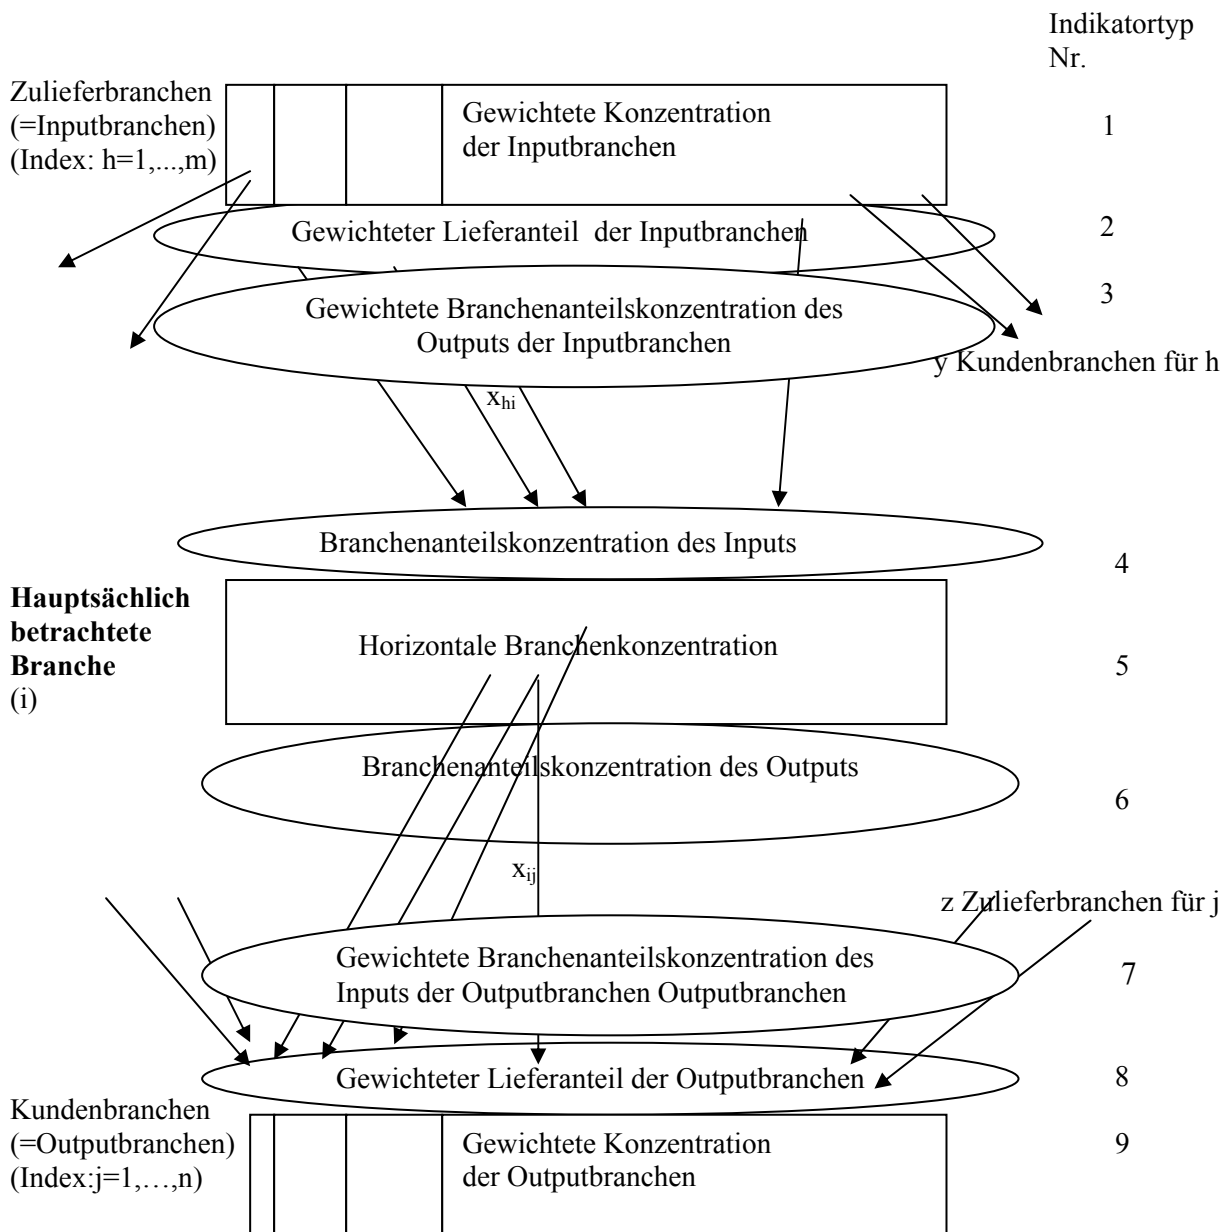 Indikatortyp
Nr.
Zulieferbranchen
(=Inputbranchen)
(Index: h=1,...,m)
Gewichtete Konzentration
der Inputbranchen
1
Gewichteter Lieferanteil der Inputbranchen
2
3
Gewichtete Branchenanteilskonzentration des
Outputs der Inputbranchen
y Kundenbranchen für h
xhi
Branchenanteilskonzentration des Inputs
4
Hauptsächlich
betrachtete
Branche
(i)
Horizontale Branchenkonzentration
5
Branchenanteilskonzentration des Outputs
6
xij
z Zulieferbranchen für j
Gewichtete Branchenanteilskonzentration des
Inputs der Outputbranchen Outputbranchen
7
Gewichteter Lieferanteil der Outputbranchen
8
Kundenbranchen
(=Outputbranchen)
(Index:j=1,…,n)
Gewichtete Konzentration
der Outputbranchen
9